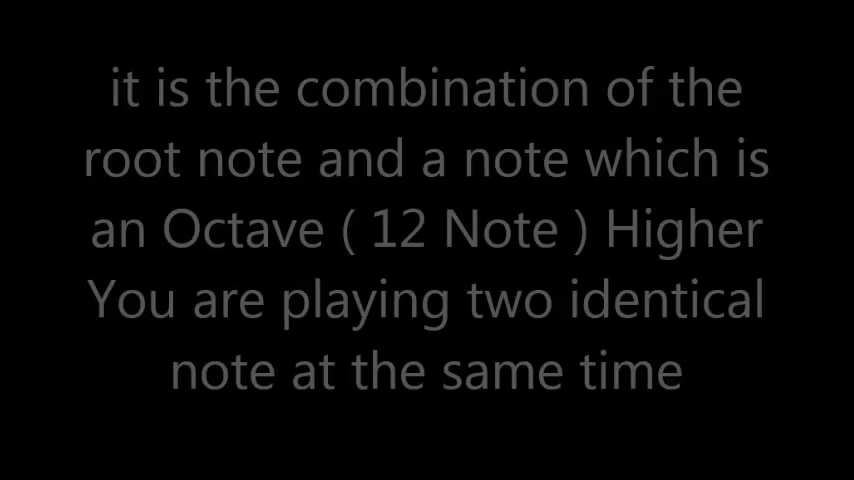 it is the combination of the
root note and a note which is
an Octave ( 12 Note ) Higher
You are playing two identical
note at the same time